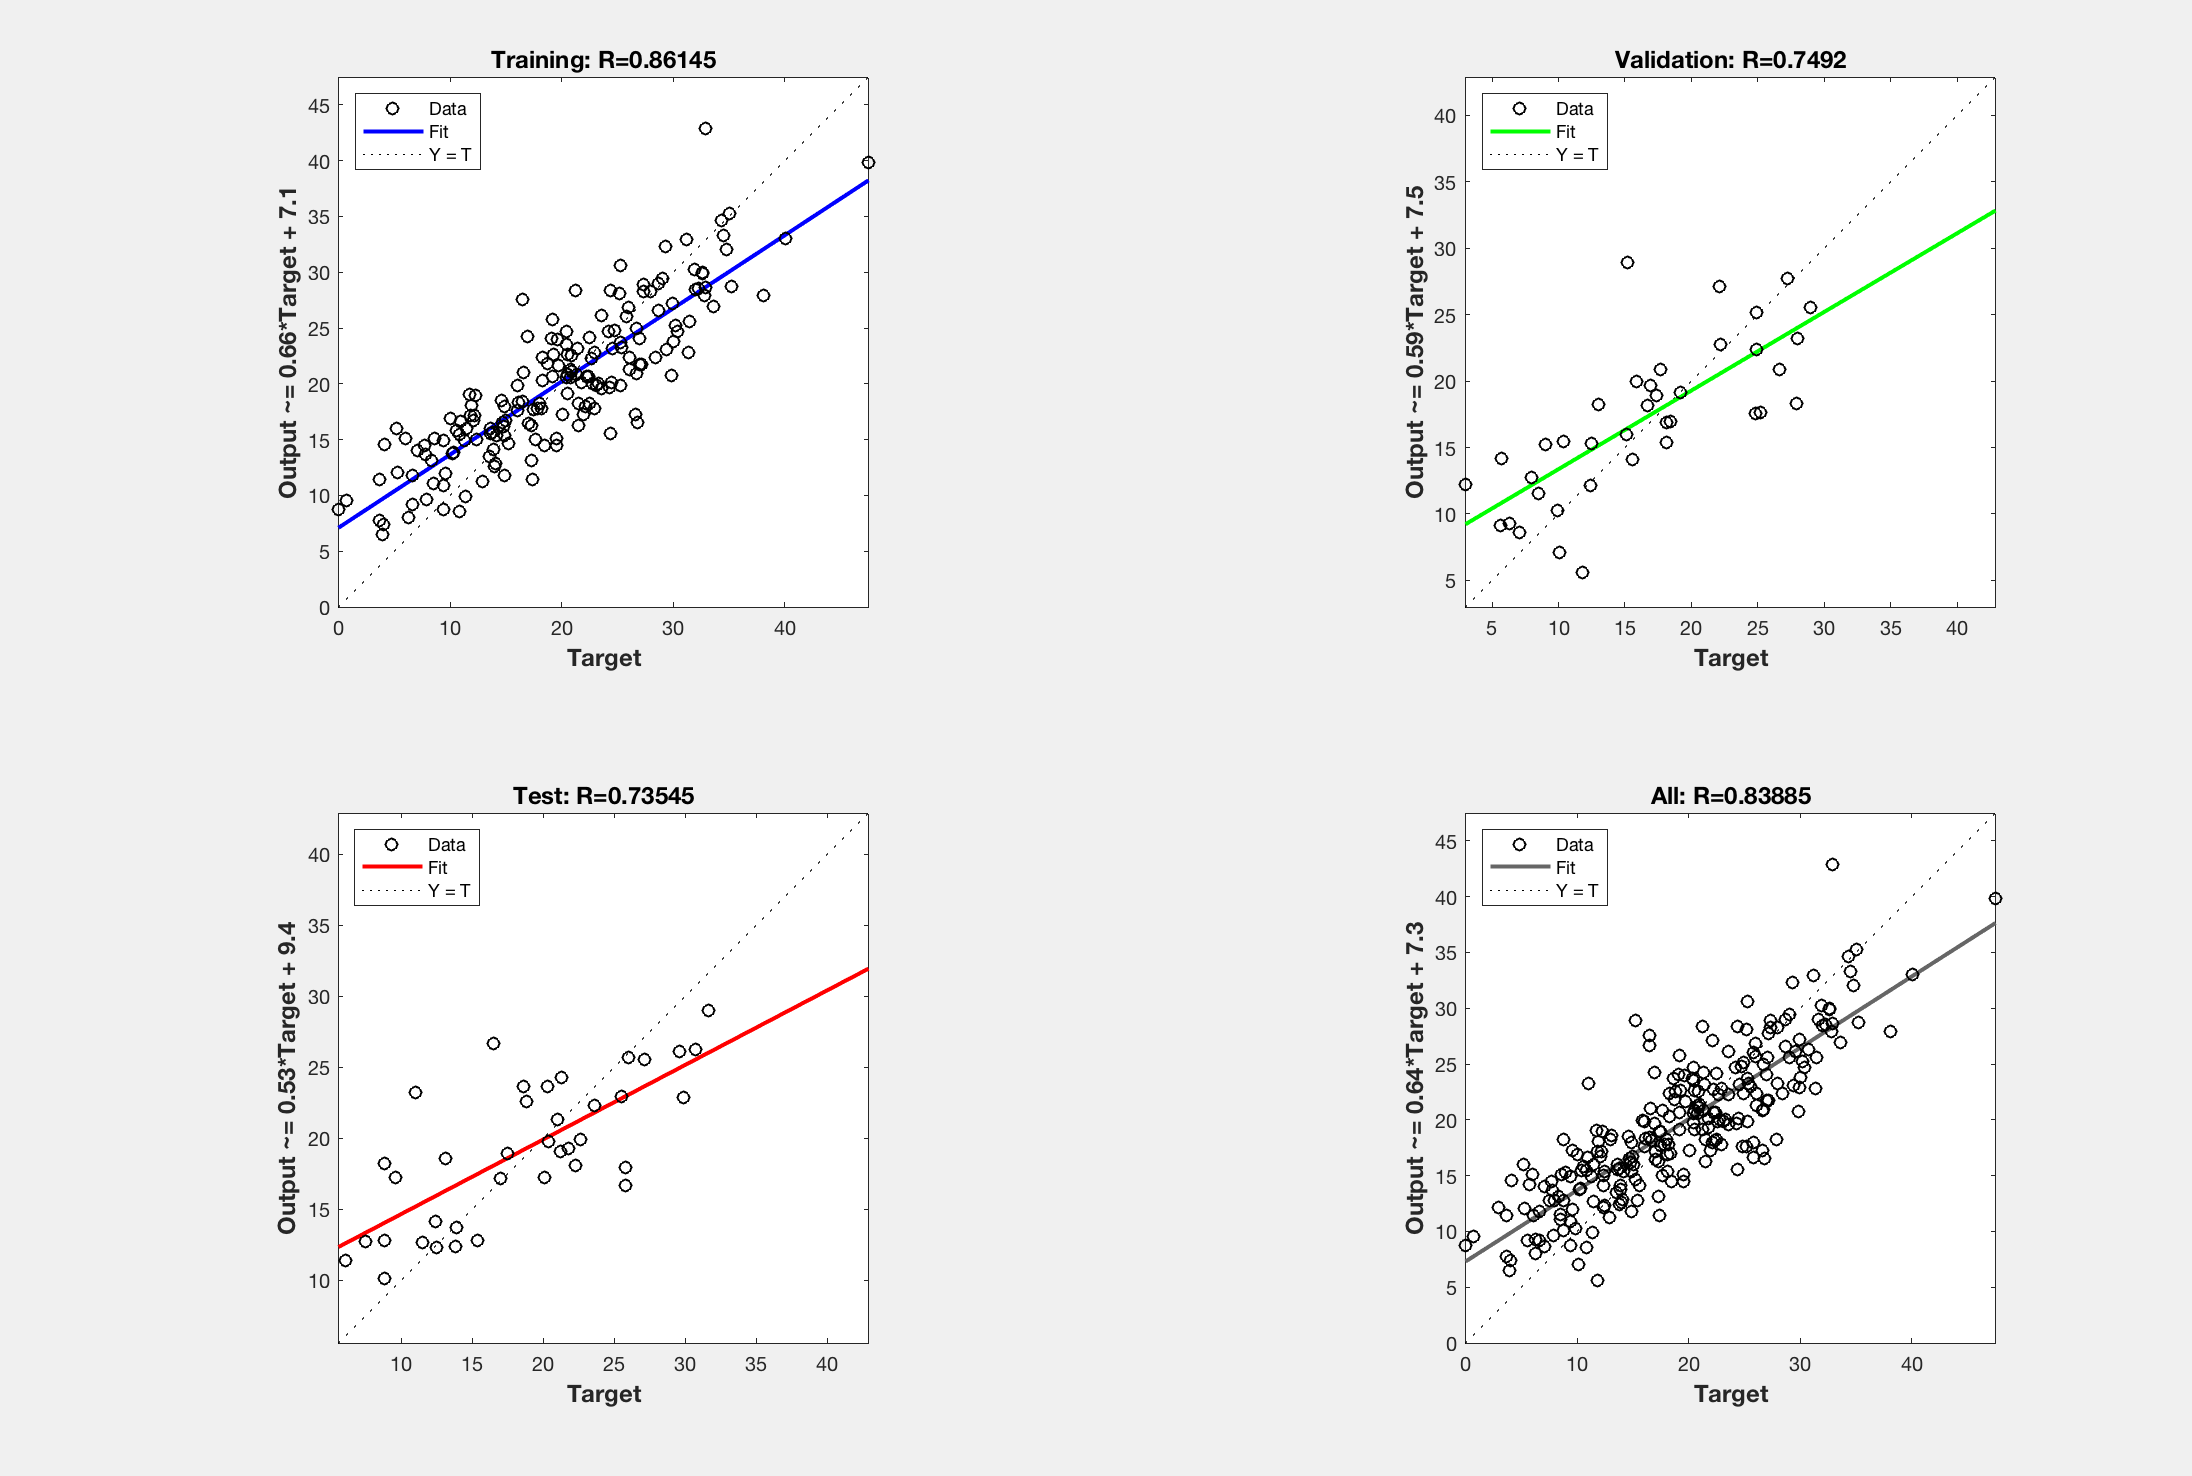 Training: R=0.86145
Data
Fit
Y = T
Output ~= 0.66*Target + 7.1
45
40
35
30
25
20
15
10
5
0
0 10 20 30 40
Target
Validation: R=0.7492
Data
Fit
Y = T
Output ~= 0.59*Target + 7.5
40
35
30
25
20
15
10
5
5 10 15 20 25 30 35 40
Target
Test: R=0.73545
Data
Fit
Y = T
Output ~= 0.53*Target + 9.4
40
35
30
25
20
15
10
10 15 20 25 30 35 40
Target
All: R=0.83885
Data
Fit
Y = T
Output ~= 0.64*Target + 7.3
45
40
35
30
25
20
15
10
5
0
0 10 20 30 40
Target